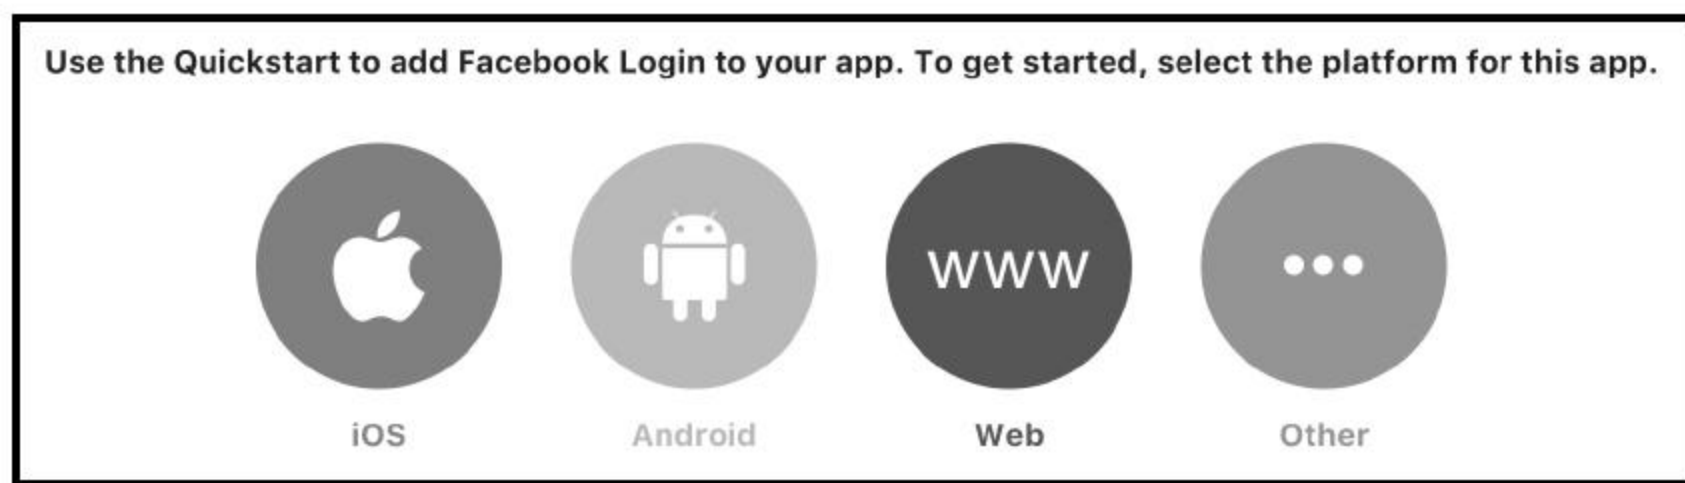 Use the Quickstart to add Facebook Login to your app. To get started, select the platform for this app.
www
iOS
Android
Web
Other